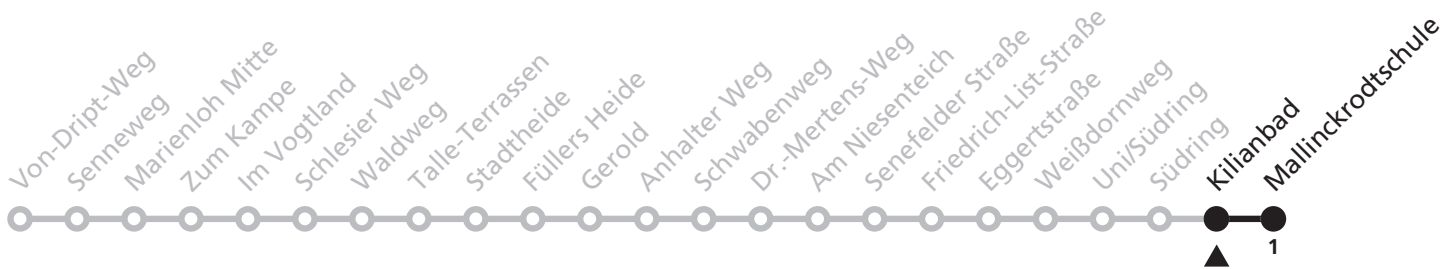 Von-Dript-Weg
Senneweg
Marienloh Mitte
Zum Kampe
Im Vogtland
Schlesier Weg
Waldweg
Talle-Terrassen
Stadtheide
Füllers Heide
Gerold
Anhalter Weg
Schwabenweg
Dr.-Mertens-Weg
Am Niesenteich
Senefelder Straße
Friedrich-List-Straße
Eggertstraße
Weißdornweg
Uni/Südring
Südring
Kilianbad
Mallinckrodtschule
1